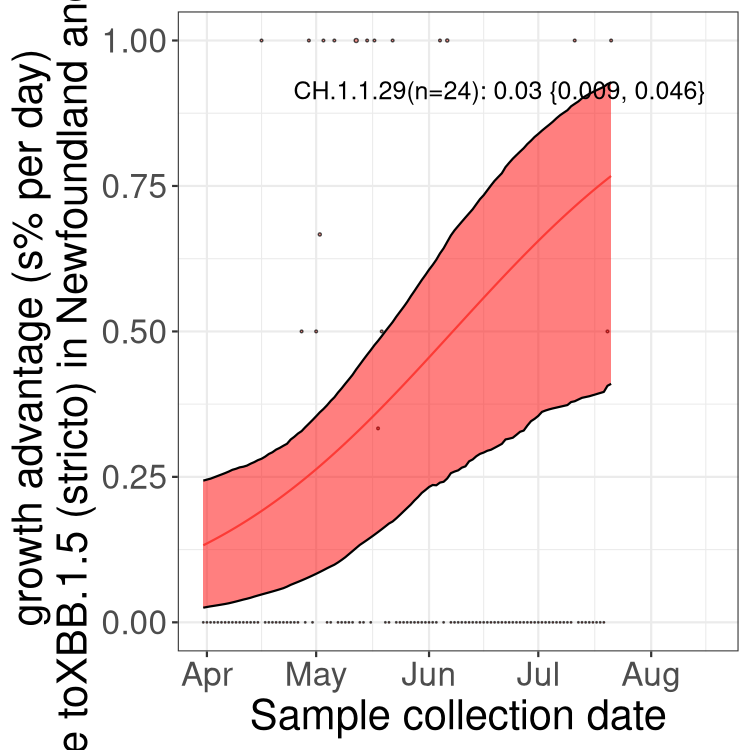 growth advantage (s% per day)
e toXBB.1.5 (stricto) in Newfoundland and
1.00
0.75
0.50
0.25
0.00
CH.1.1.29(n=24): 0.03 {0.009, 0.046}
Apr May Jun Jul Aug
Sample collection date